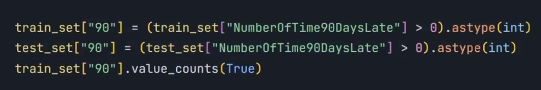 train_set["90"] = (train_set["NumberOfTime90DaysLate"] > 0).astype(int)
test_set["90"] = (test_set["NumberOfTime90DaysLate"] > 0).astype(int)
train_set["90"].value_counts(True)